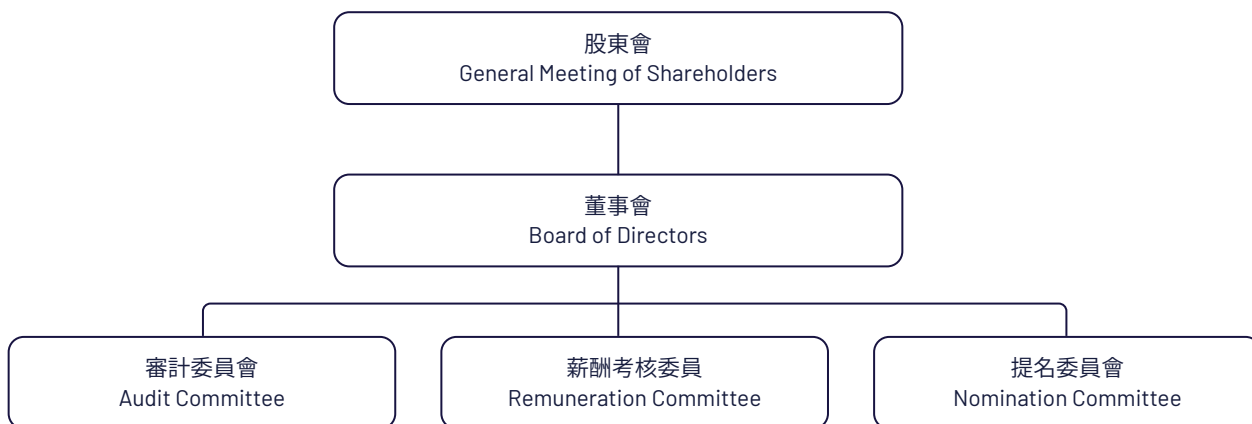 股東會
General Meeting of Shareholders
董事會
Board of Directors
審計委員會
Audit Committee
薪酬考核委員
Remuneration Committee
提名委員會
Nomination Committee